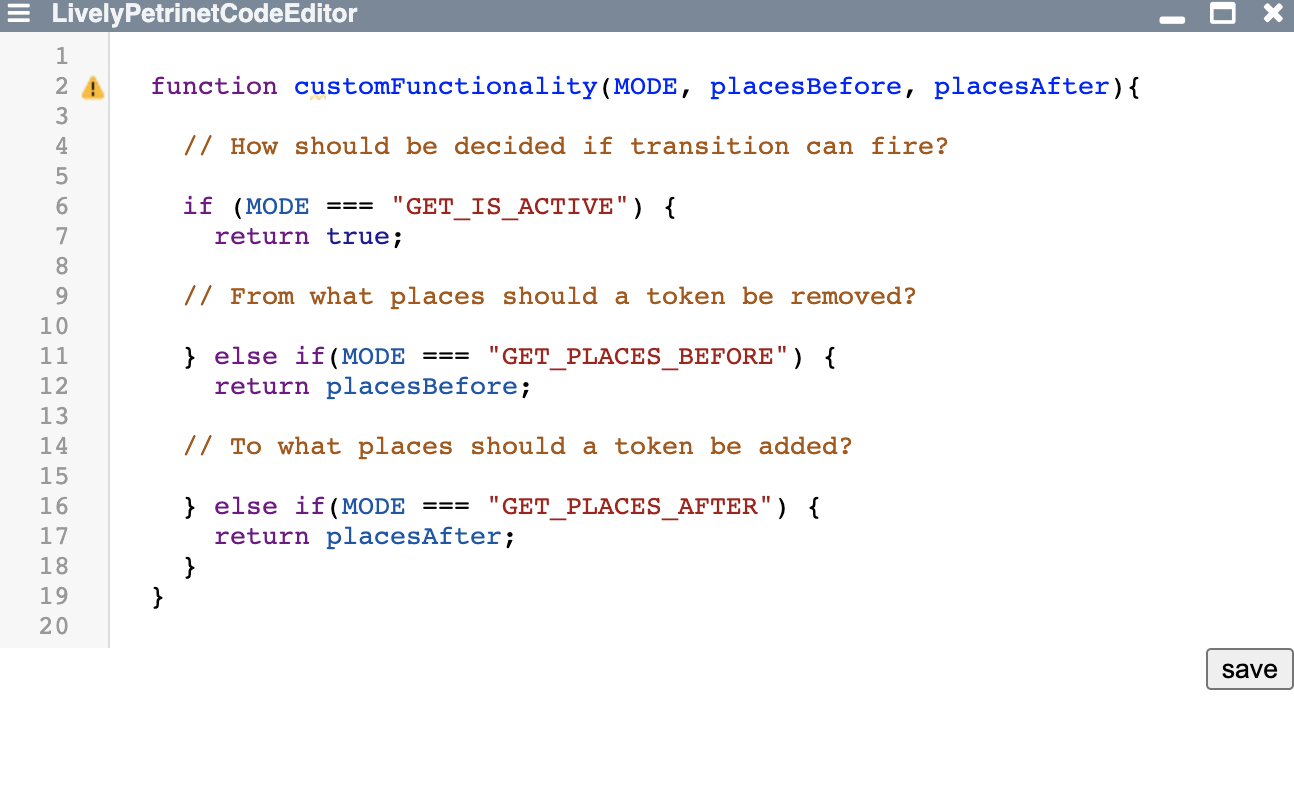 LivelyPetrinetCodeEditor
1
2 function customFunctionality(MODE, placesBefore, placesAfter){
3
4 // How should be decided if transition can fire?
5
6 if (MODE === "GET_IS_ACTIVE") {
7 return true;
8
9 // From what places should a token be removed?
10
11 } else if(MODE === "GET_PLACES_BEFORE") {
12 return placesBefore;
13
14 // To what places should a token be added?
15
16 } else if(MODE === "GET_PLACES_AFTER") {
17 return placesAfter;
18 }
19 }
20
save